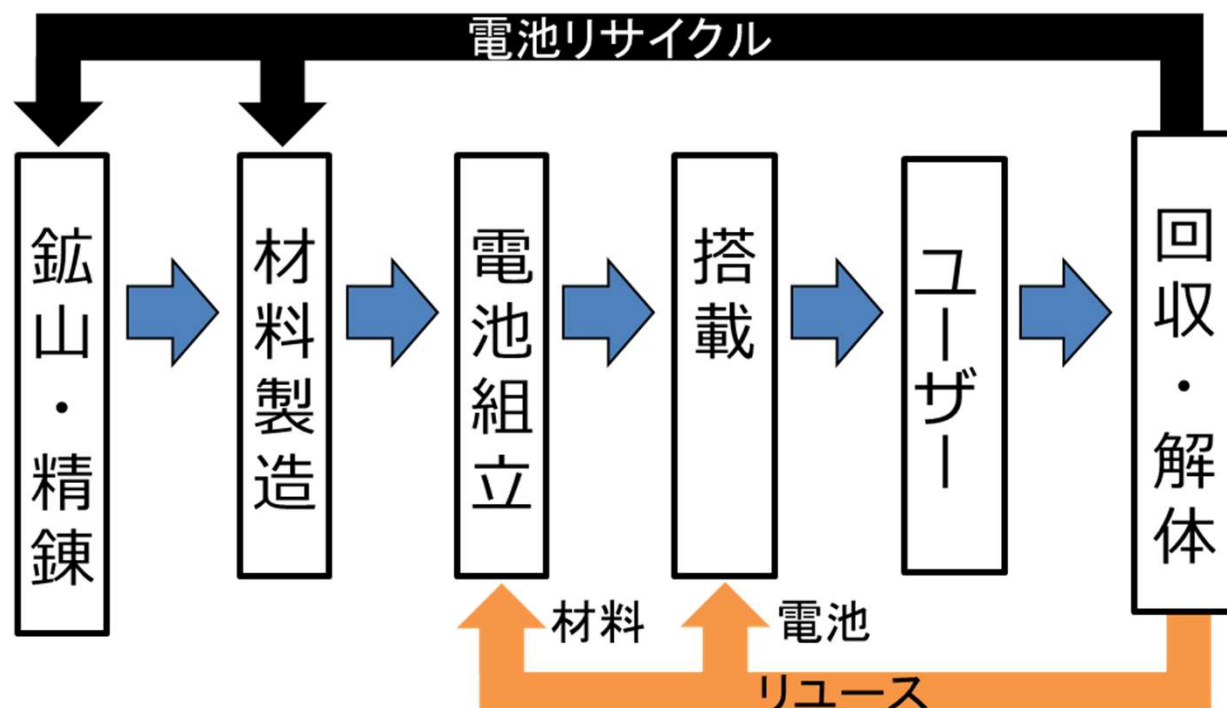 電池リサイクル
鉱山・精錬
材料製造
電池組立
搭載
ユーザー
回収・解体
材料
電池
リユース